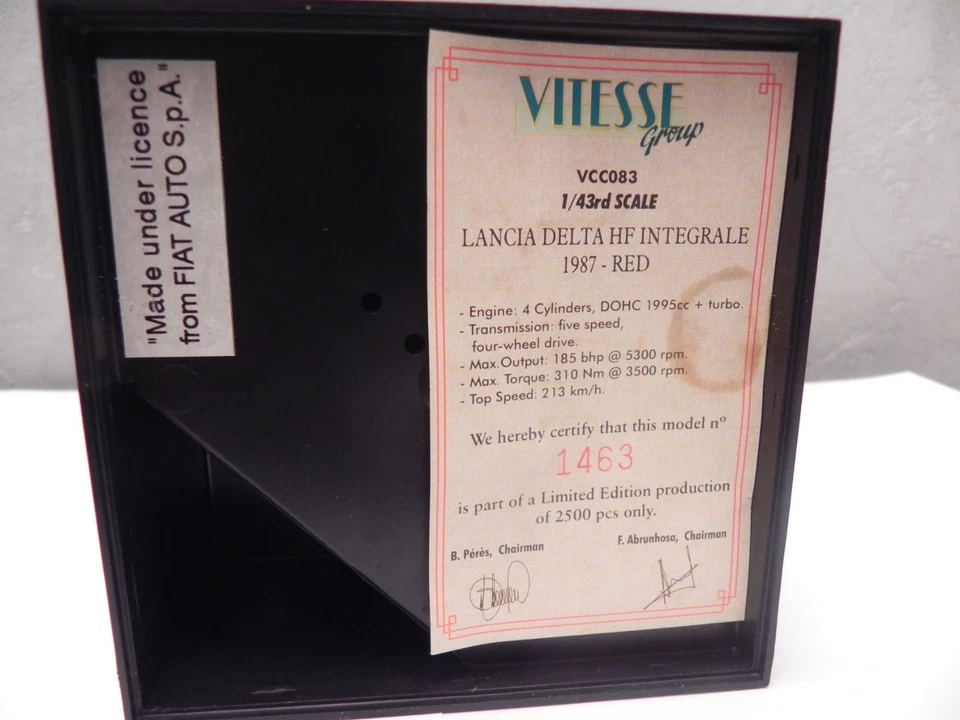 "Made under licence
from FIAT AUTO S.p.A."
VITESSE
Group
VCC083
1/43rd SCALE
LANCIA DELTA HF INTEGRALE
1987 - RED
- Engine: 4 Cylinders, DOHC 1995cc + turbo.
- Transmission: five speed,
four-wheel drive.
- Max.Output: 185 bhp @ 5300 rpm.
- Max. Torque: 310 Nm @ 3500 rpm.
- Top Speed: 213 km/h.
We hereby certify that this model nº
1463
is part of a Limited Edition production
of 2500 pcs only.
B. Pérès, Chairman
F. Abrunhosa, Chairman